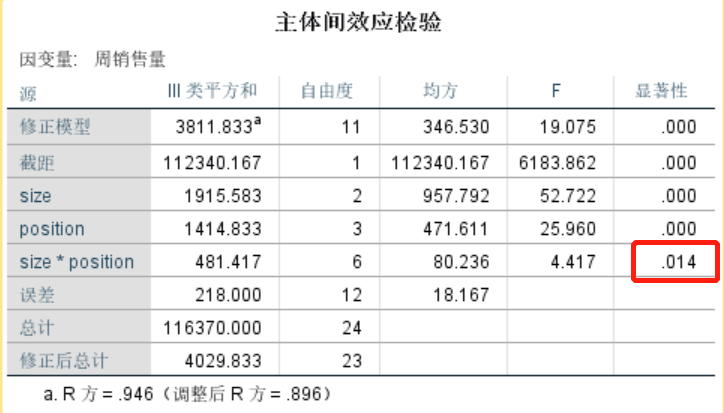 主体间效应检验
因变量: 周销售量
源 III 类平方和 自由度 均方 F 显著性
修正模型 3811.833a 11 346.530 19.075 .000
截距 112340.167 1 112340.167 6183.862 .000
size 1915.583 2 957.792 52.722 .000
position 1414.833 3 471.611 25.960 .000
size * position 481.417 6 80.236 4.417 .014
误差 218.000 12 18.167
总计 116370.000 24
修正后总计 4029.833 23
a. R 方 = .946（调整后 R 方 = .896）